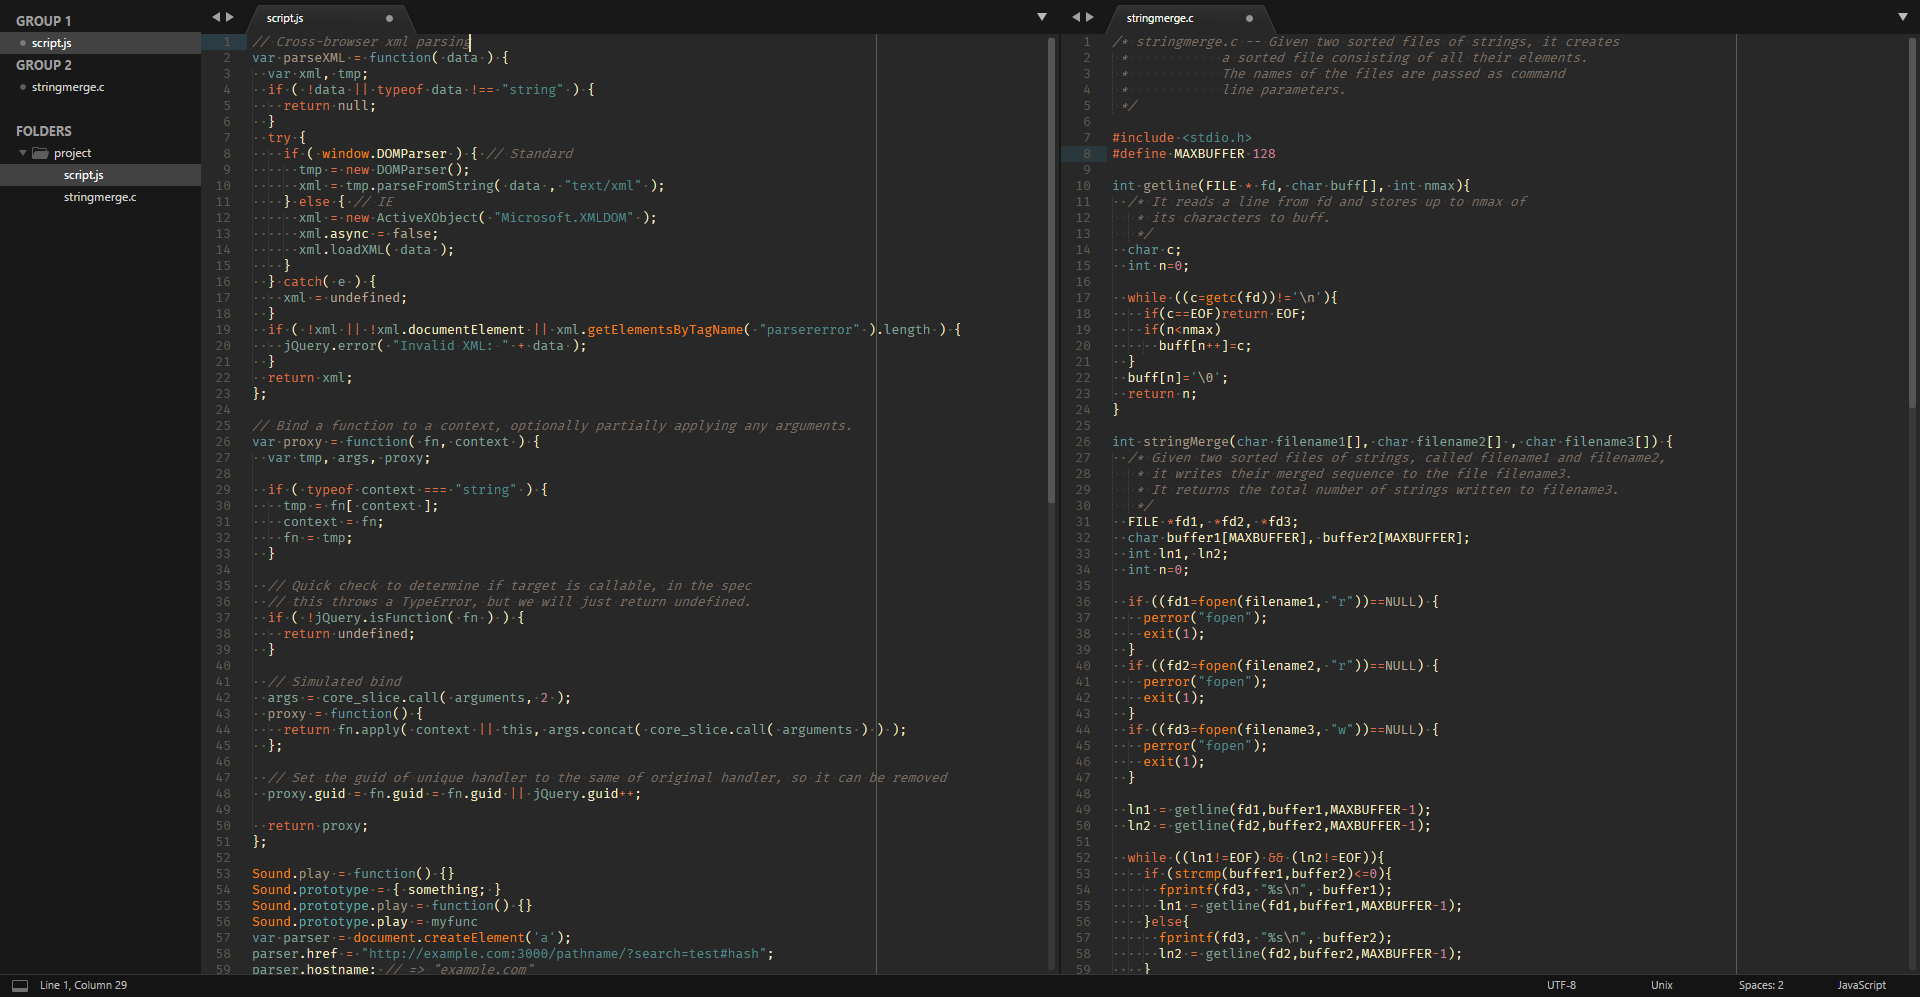 GROUP 1
script.js
GROUP 2
stringmerge.c
FOLDERS
project
script.js
stringmerge.c
script.js
1 // Cross-browser xml parsing
2 var parseXML = function( data ) {
3   var xml, tmp;
4   if ( !data || typeof data !== "string" ) {
5     return null;
6   }
7   try {
8     if ( window.DOMParser ) { // Standard
9       tmp = new DOMParser();
10       xml = tmp.parseFromString( data , "text/xml" );
11     } else { // IE
12       xml = new ActiveXObject( "Microsoft.XMLDOM" );
13       xml.async = false;
14       xml.loadXML( data );
15     }
16   } catch( e ) {
17     xml = undefined;
18   }
19   if ( !xml || !xml.documentElement || xml.getElementsByTagName( "parsererror" ).length ) {
20     jQuery.error( "Invalid XML: " + data );
21   }
22   return xml;
23 };
24
25 // Bind a function to a context, optionally partially applying any arguments.
26 var proxy = function( fn, context ) {
27   var tmp, args, proxy;
28
29   if ( typeof context === "string" ) {
30     tmp = fn[ context ];
31     context = fn;
32     fn = tmp;
33   }
34
35   // Quick check to determine if target is callable, in the spec
36   // this throws a TypeError, but we will just return undefined.
37   if ( !jQuery.isFunction( fn ) ) {
38     return undefined;
39   }
40
41   // Simulated bind
42   args = core_slice.call( arguments, 2 );
43   proxy = function() {
44     return fn.apply( context || this, args.concat( core_slice.call( arguments ) ) );
45   };
46
47   // Set the guid of unique handler to the same of original handler, so it can be removed
48   proxy.guid = fn.guid = fn.guid || jQuery.guid++;
49
50   return proxy;
51 };
52
53 Sound.play = function() {}
54 Sound.prototype = { something; }
55 Sound.prototype.play = function() {}
56 Sound.prototype.play = myfunc
57 var parser = document.createElement('a');
58 parser.href = "http://example.com:3000/pathname/?search=test#hash";
59 parser.hostname; // => "example.com"
stringmerge.c
1 /* stringmerge.c -- Given two sorted files of strings, it creates
2  *            a sorted file consisting of all their elements.
3  *            The names of the files are passed as command
4  *            line parameters.
5  */
6
7 #include <stdio.h>
8 #define MAXBUFFER 128
9
10 int getline(FILE * fd, char buff[], int nmax){
11   /* It reads a line from fd and stores up to nmax of
12    * its characters to buff.
13    */
14   char c;
15   int n=0;
16
17   while ((c=getc(fd))!='\n'){
18     if(c==EOF)return EOF;
19     if(n<nmax)
20       buff[n++]=c;
21   }
22   buff[n]='\0';
23   return n;
24 }
25
26 int stringMerge(char filename1[], char filename2[] , char filename3[]) {
27   /* Given two sorted files of strings, called filename1 and filename2,
28    * it writes their merged sequence to the file filename3.
29    * It returns the total number of strings written to filename3.
30    */
31   FILE *fd1, *fd2, *fd3;
32   char buffer1[MAXBUFFER], buffer2[MAXBUFFER];
33   int ln1, ln2;
34   int n=0;
35
36   if ((fd1=fopen(filename1, "r"))==NULL) {
37     perror("fopen");
38     exit(1);
39   }
40   if ((fd2=fopen(filename2, "r"))==NULL) {
41     perror("fopen");
42     exit(1);
43   }
44   if ((fd3=fopen(filename3, "w"))==NULL) {
45     perror("fopen");
46     exit(1);
47   }
48
49   ln1 = getline(fd1,buffer1,MAXBUFFER-1);
50   ln2 = getline(fd2,buffer2,MAXBUFFER-1);
51
52   while ((ln1!=EOF) && (ln2!=EOF)){
53     if (strcmp(buffer1,buffer2)<=0){
54       fprintf(fd3, "%s\n", buffer1);
55       ln1 = getline(fd1,buffer1,MAXBUFFER-1);
56     }else{
57       fprintf(fd3, "%s\n", buffer2);
58       ln2 = getline(fd2,buffer2,MAXBUFFER-1);
59     }
Line 1, Column 29
UTF-8
Unix
Spaces: 2
JavaScript